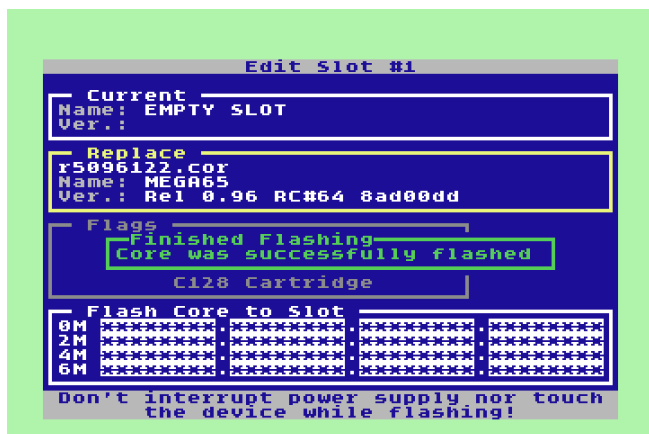 Edit Slot #1
Current
Name: EMPTY SLOT
Ver.:
Replace
r5096122.cor
Name: MEGA65
Ver.: Rel 0.96 RC#64 8ad00dd
Flags
Finished Flashing
Core was successfully flashed
C128 Cartridge
Flash Core to Slot
0M ********.********.********.********
2M ********.********.********.********
4M ********.********.********.********
6M ********.********.********.********
Don't interrupt power supply nor touch
the device while flashing!